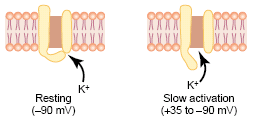 K⁺
Resting
(–90 mV)
K⁺
Slow activation
(+35 to –90 mV)